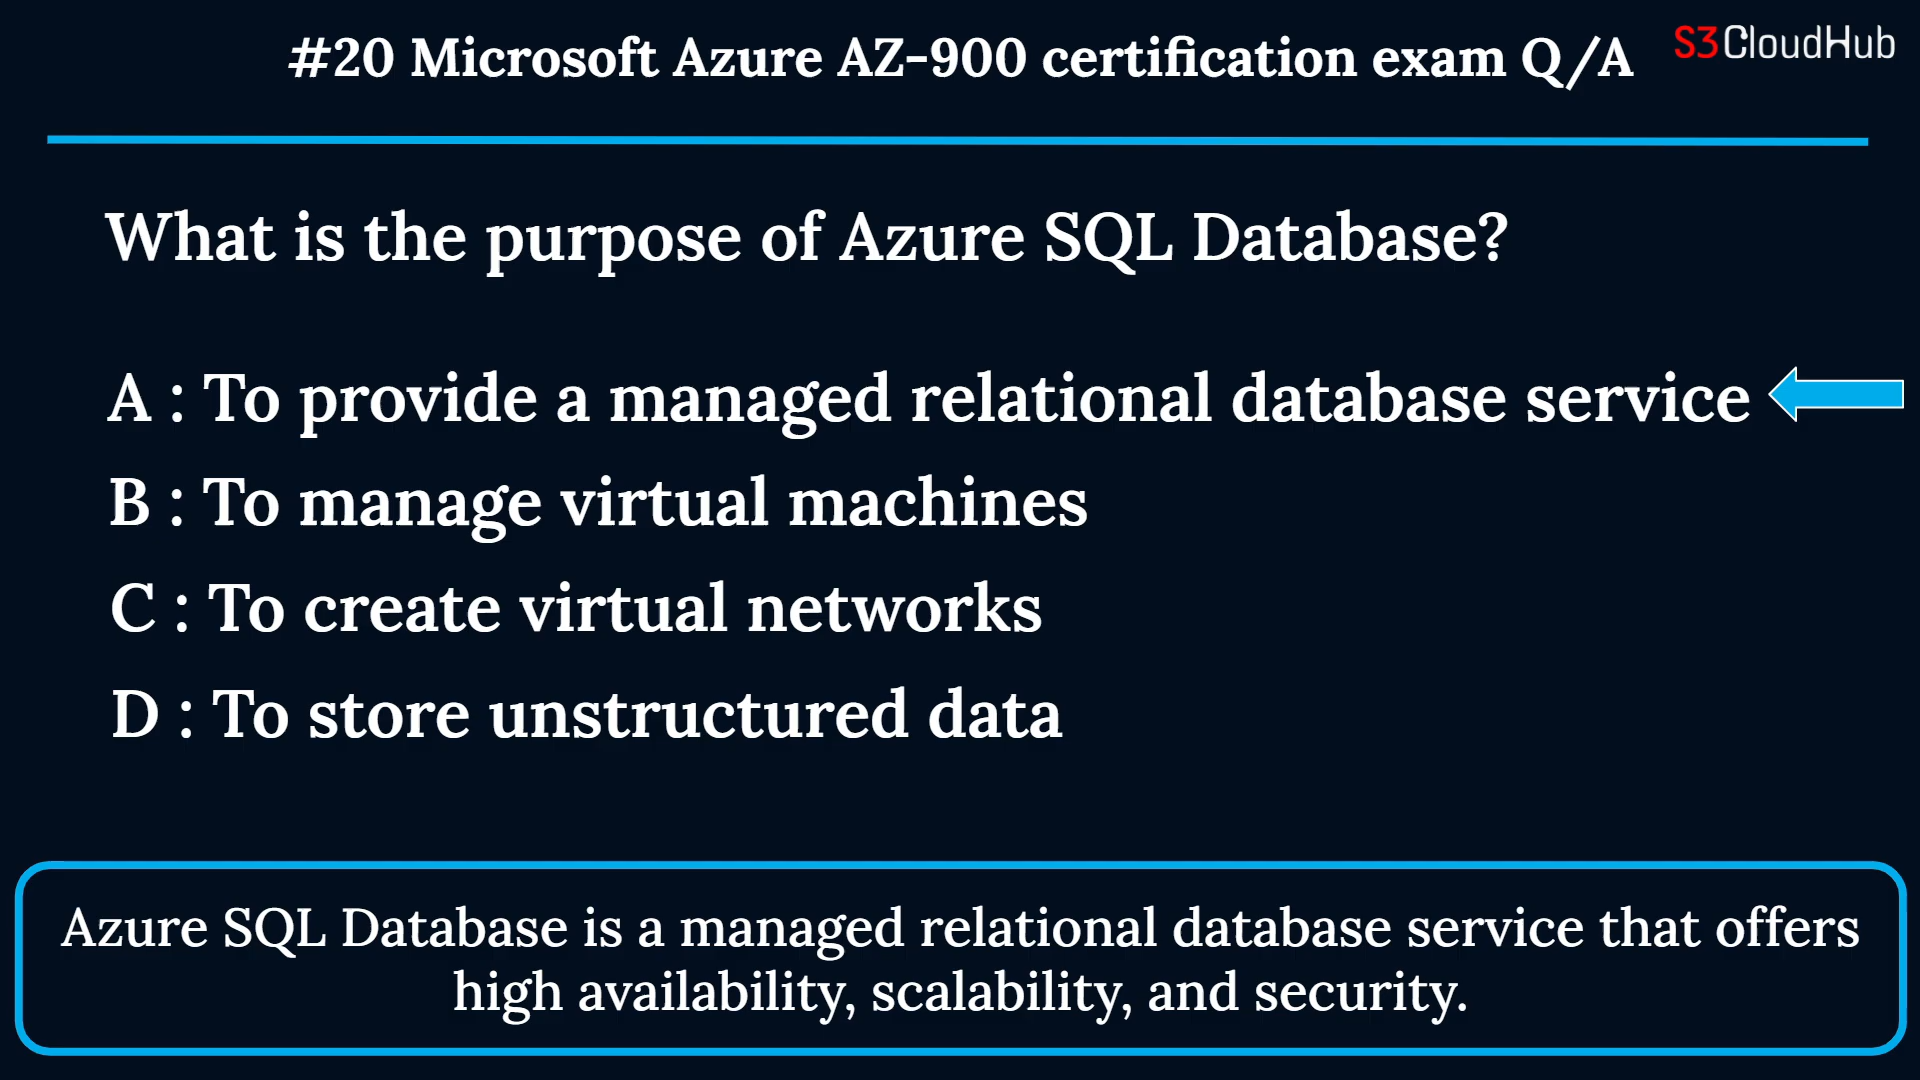 #20 Microsoft Azure AZ-900 certification exam Q/A
S3CloudHub
What is the purpose of Azure SQL Database?
A : To provide a managed relational database service
B : To manage virtual machines
C : To create virtual networks
D : To store unstructured data
Azure SQL Database is a managed relational database service that offers
high availability, scalability, and security.